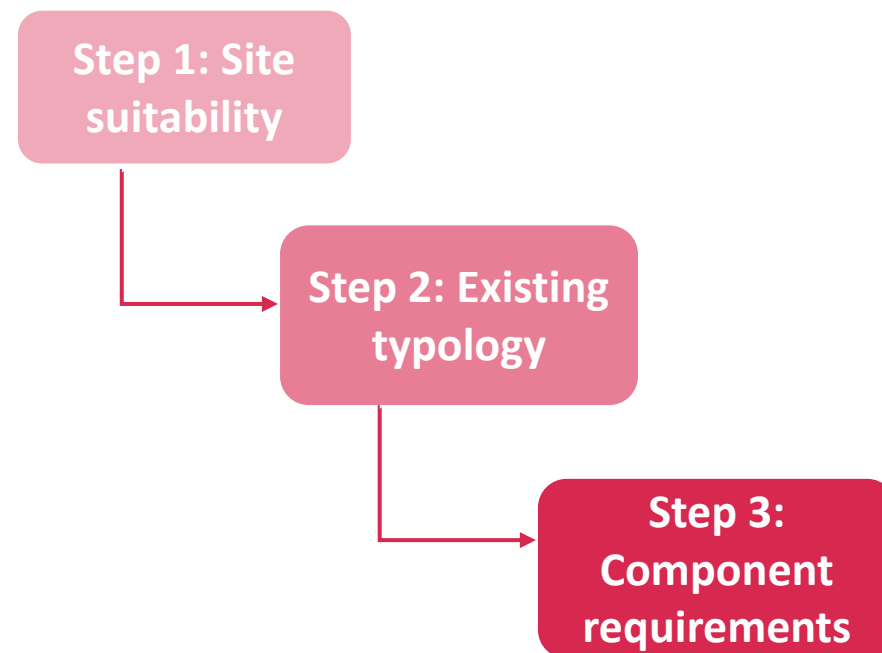 Step 1: Site
suitability
Step 2: Existing
typology
Step 3:
Component
requirements